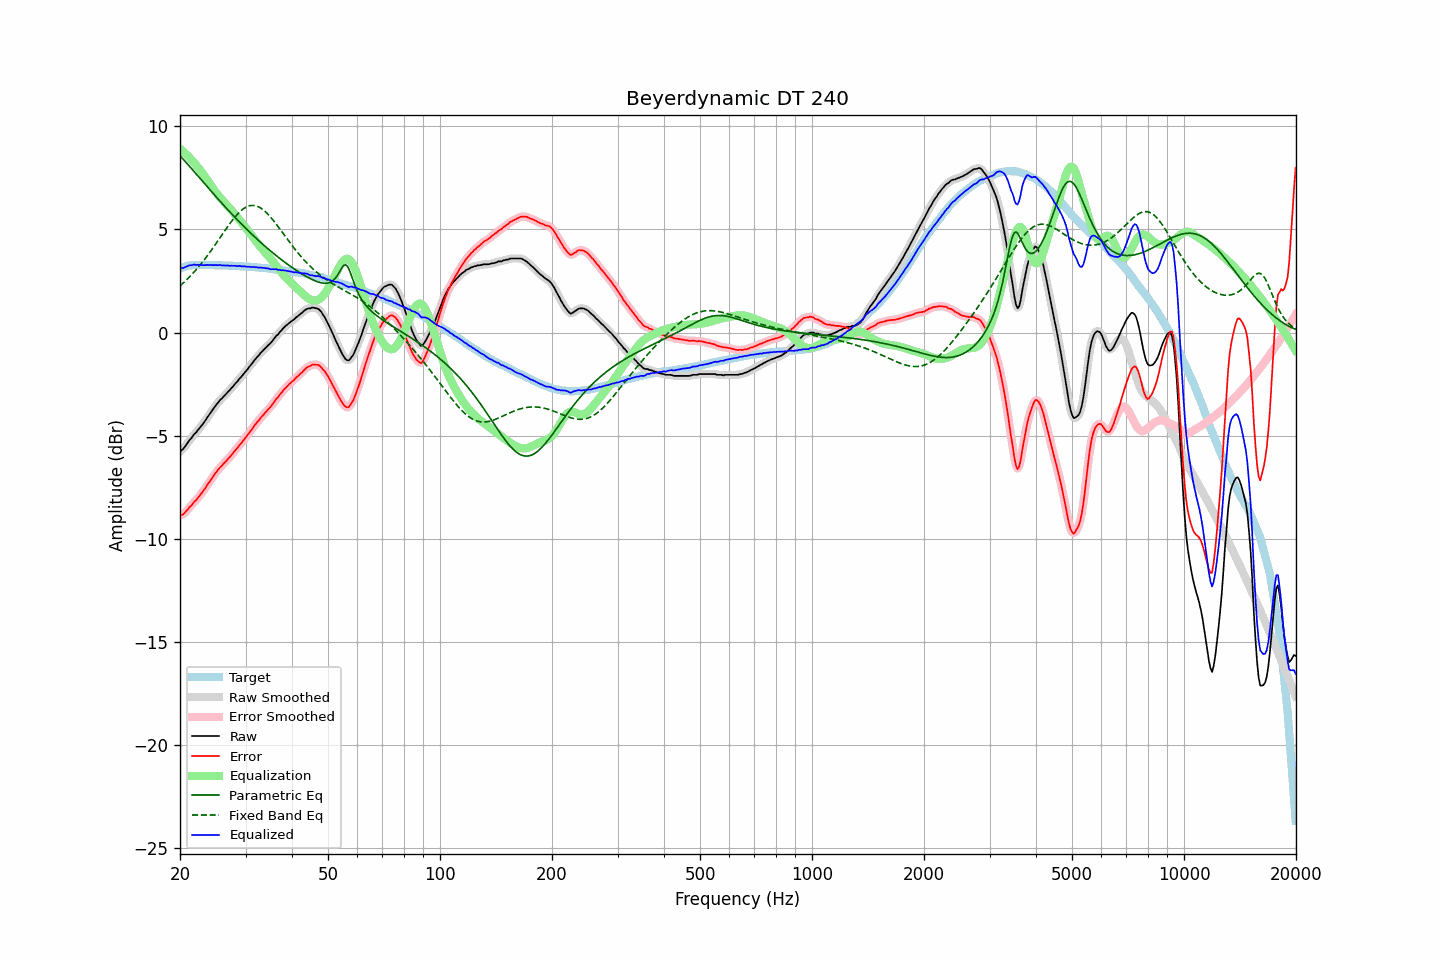 Beyerdynamic DT 240
Amplitude (dBr)
10
5
0
−5
−10
−15
−20
−25
Target
Raw Smoothed
Error Smoothed
Raw
Error
Equalization
Parametric Eq
Fixed Band Eq
Equalized
20 50 100 200 500 1000 2000 5000 10000 20000
Frequency (Hz)